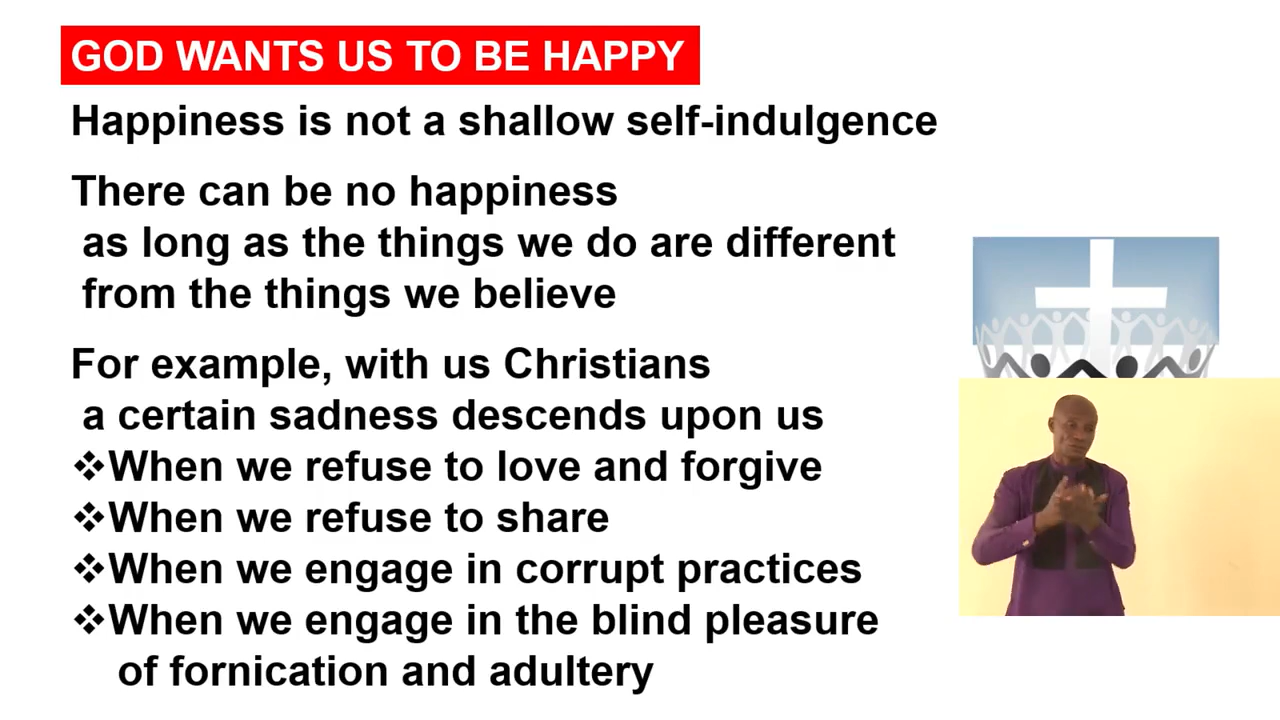 GOD WANTS US TO BE HAPPY
Happiness is not a shallow self-indulgence
There can be no happiness
as long as the things we do are different
from the things we believe
For example, with us Christians
a certain sadness descends upon us
❖When we refuse to love and forgive
❖When we refuse to share
❖When we engage in corrupt practices
❖When we engage in the blind pleasure
of fornication and adultery